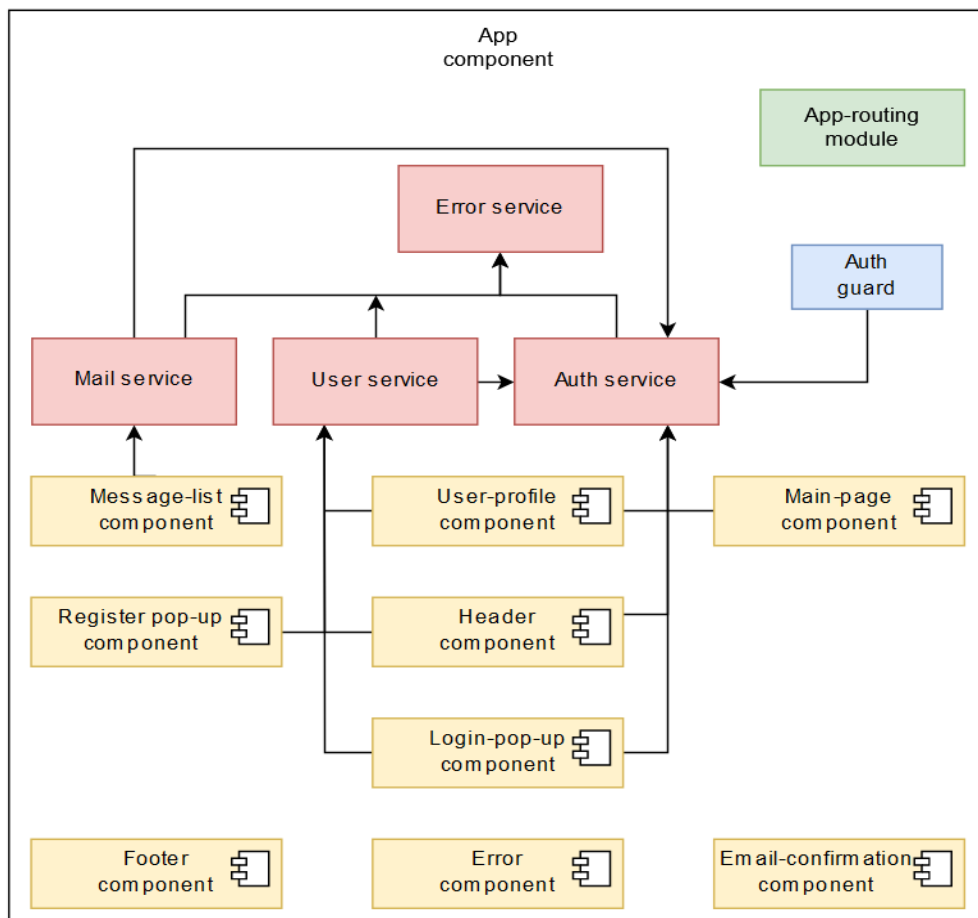 App
component
App-routing
module
Error service
Auth
guard
Mail service
User service
Auth service
Message-list
component
User-profile
component
Main-page
component
Register pop-up
component
Header
component
Login-pop-up
component
Footer
component
Error
component
Email-confirmation
component